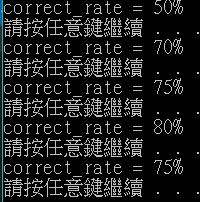 correct_rate = 50%
請按任意鍵繼續 . . .
correct_rate = 70%
請按任意鍵繼續 . . .
correct_rate = 75%
請按任意鍵繼續 . . .
correct_rate = 80%
請按任意鍵繼續 . . .
correct_rate = 75%
請按任意鍵繼續 . . .